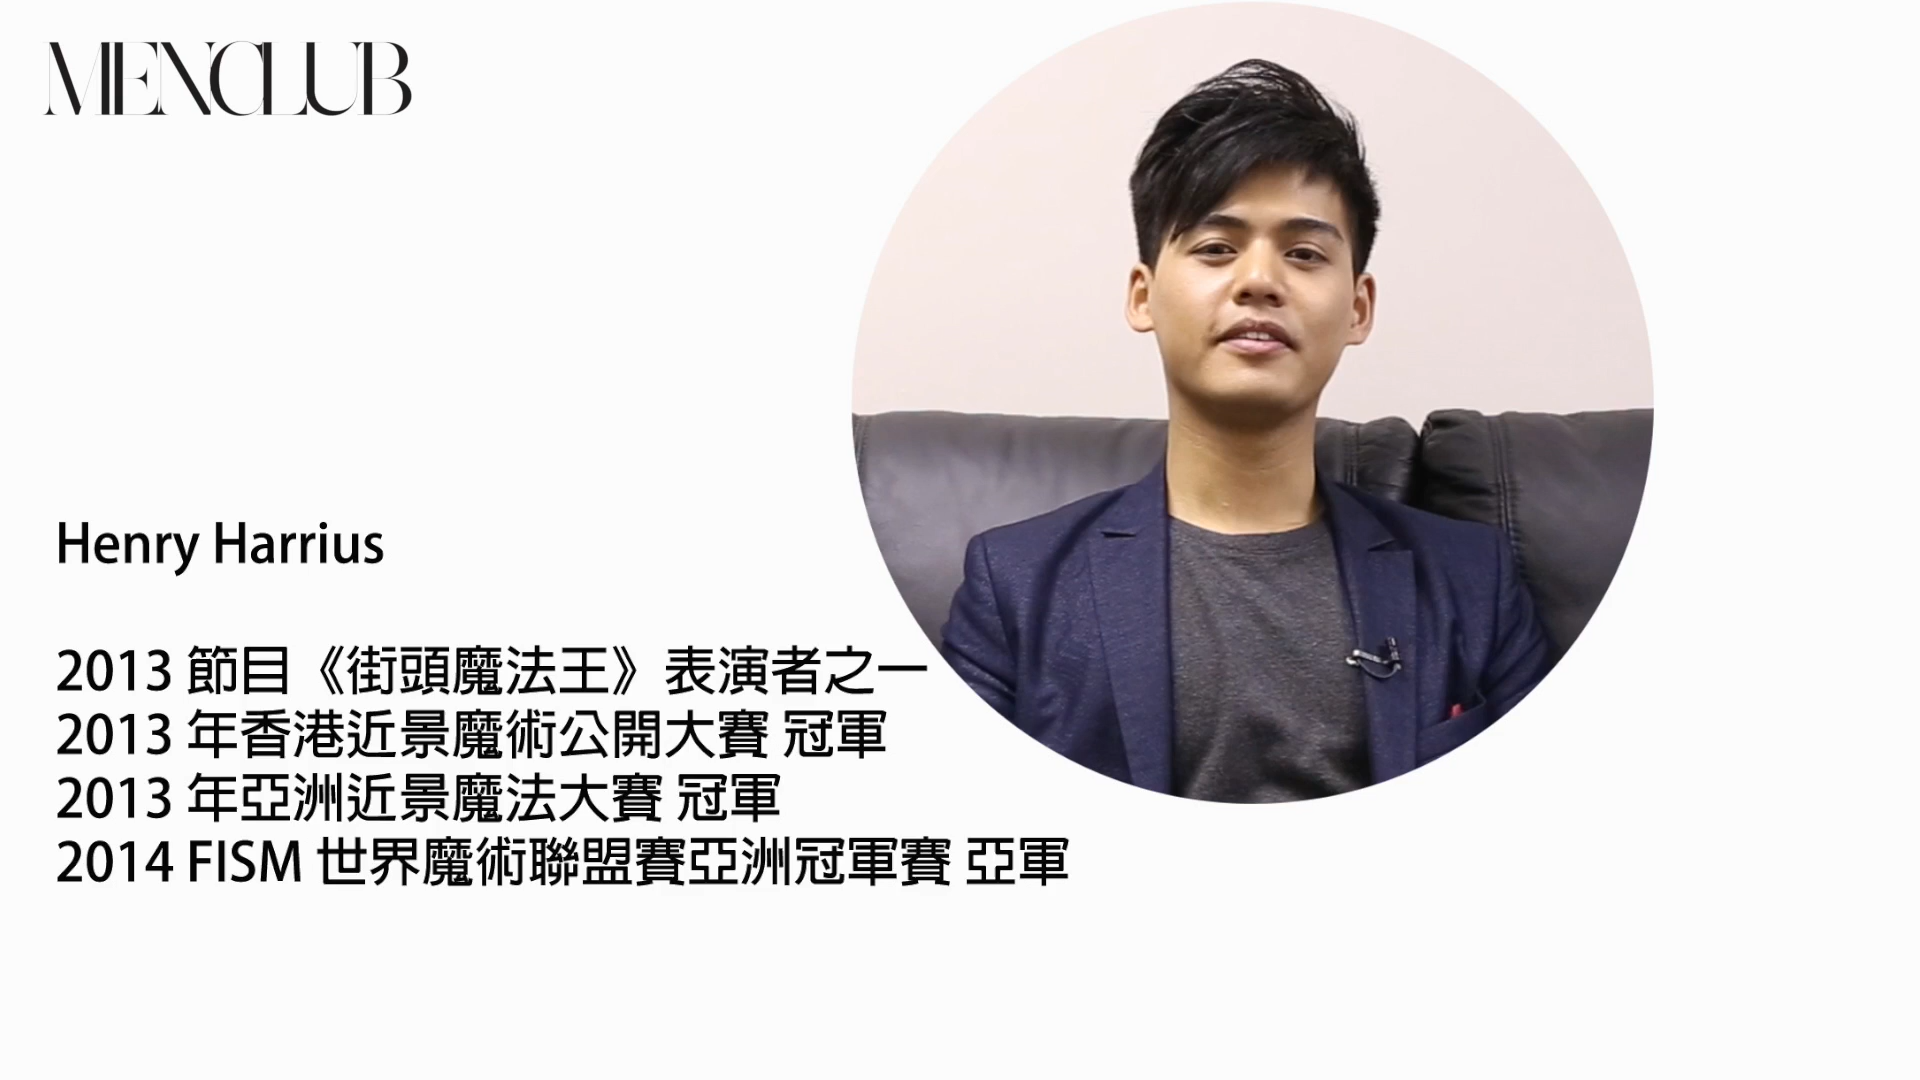 MENCLUB
Henry Harrius
2013 節目《街頭魔法王》表演者之一
2013 年香港近景魔術公開大賽 冠軍
2013 年亞洲近景魔法大賽 冠軍
2014 FISM 世界魔術聯盟賽亞洲冠軍賽 亞軍